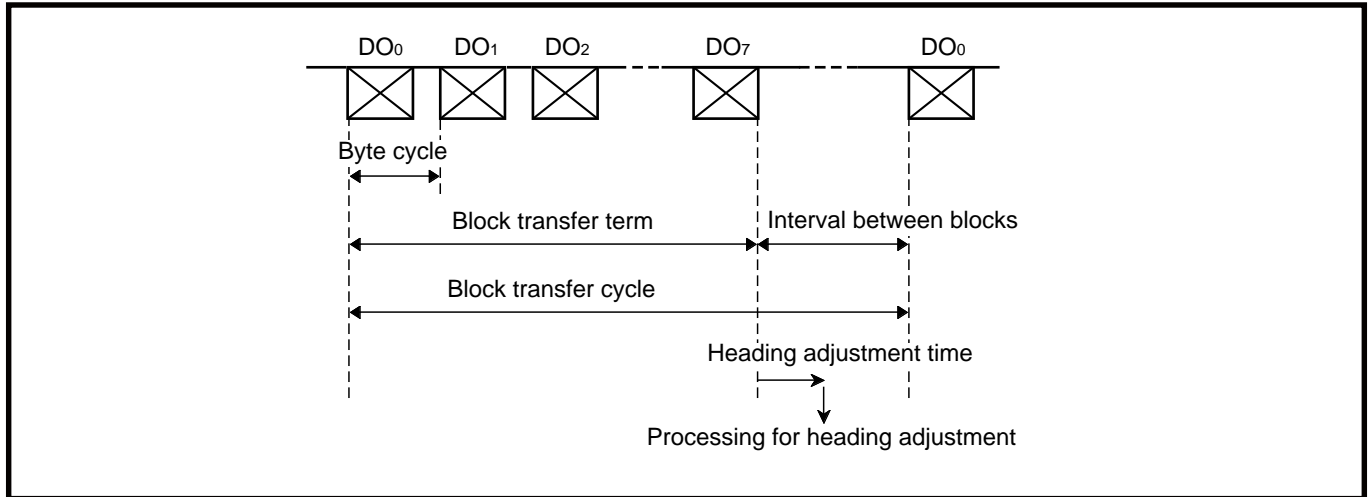 DO0 DO1 DO2 DO7 DO0
Byte cycle
Block transfer term Interval between blocks
Block transfer cycle
Heading adjustment time
Processing for heading adjustment